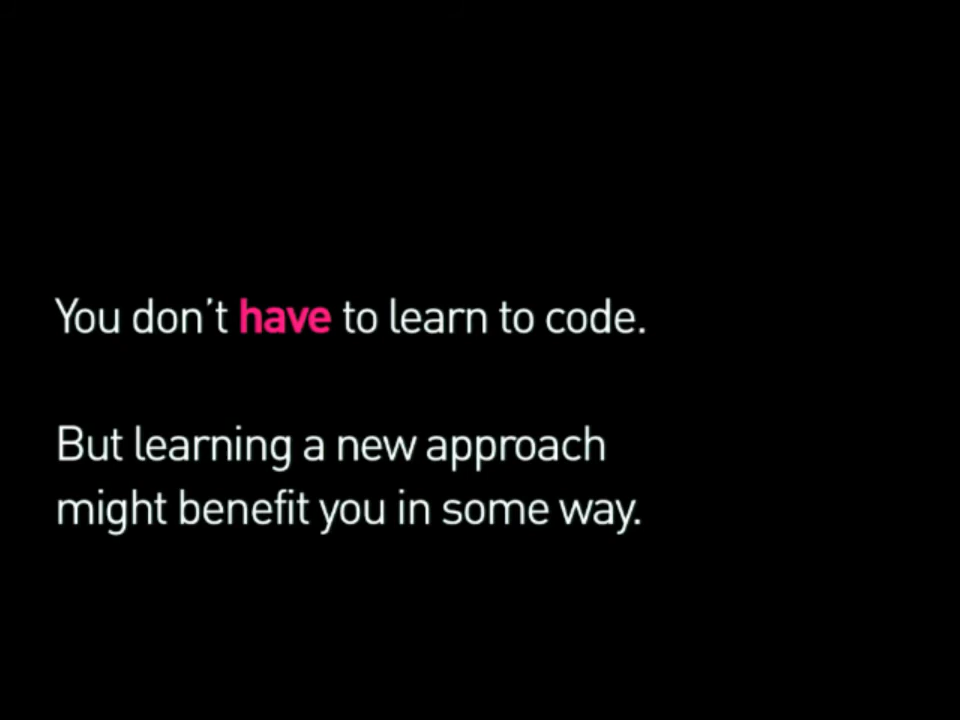 You don't have to learn to code.
But learning a new approach
might benefit you in some way.